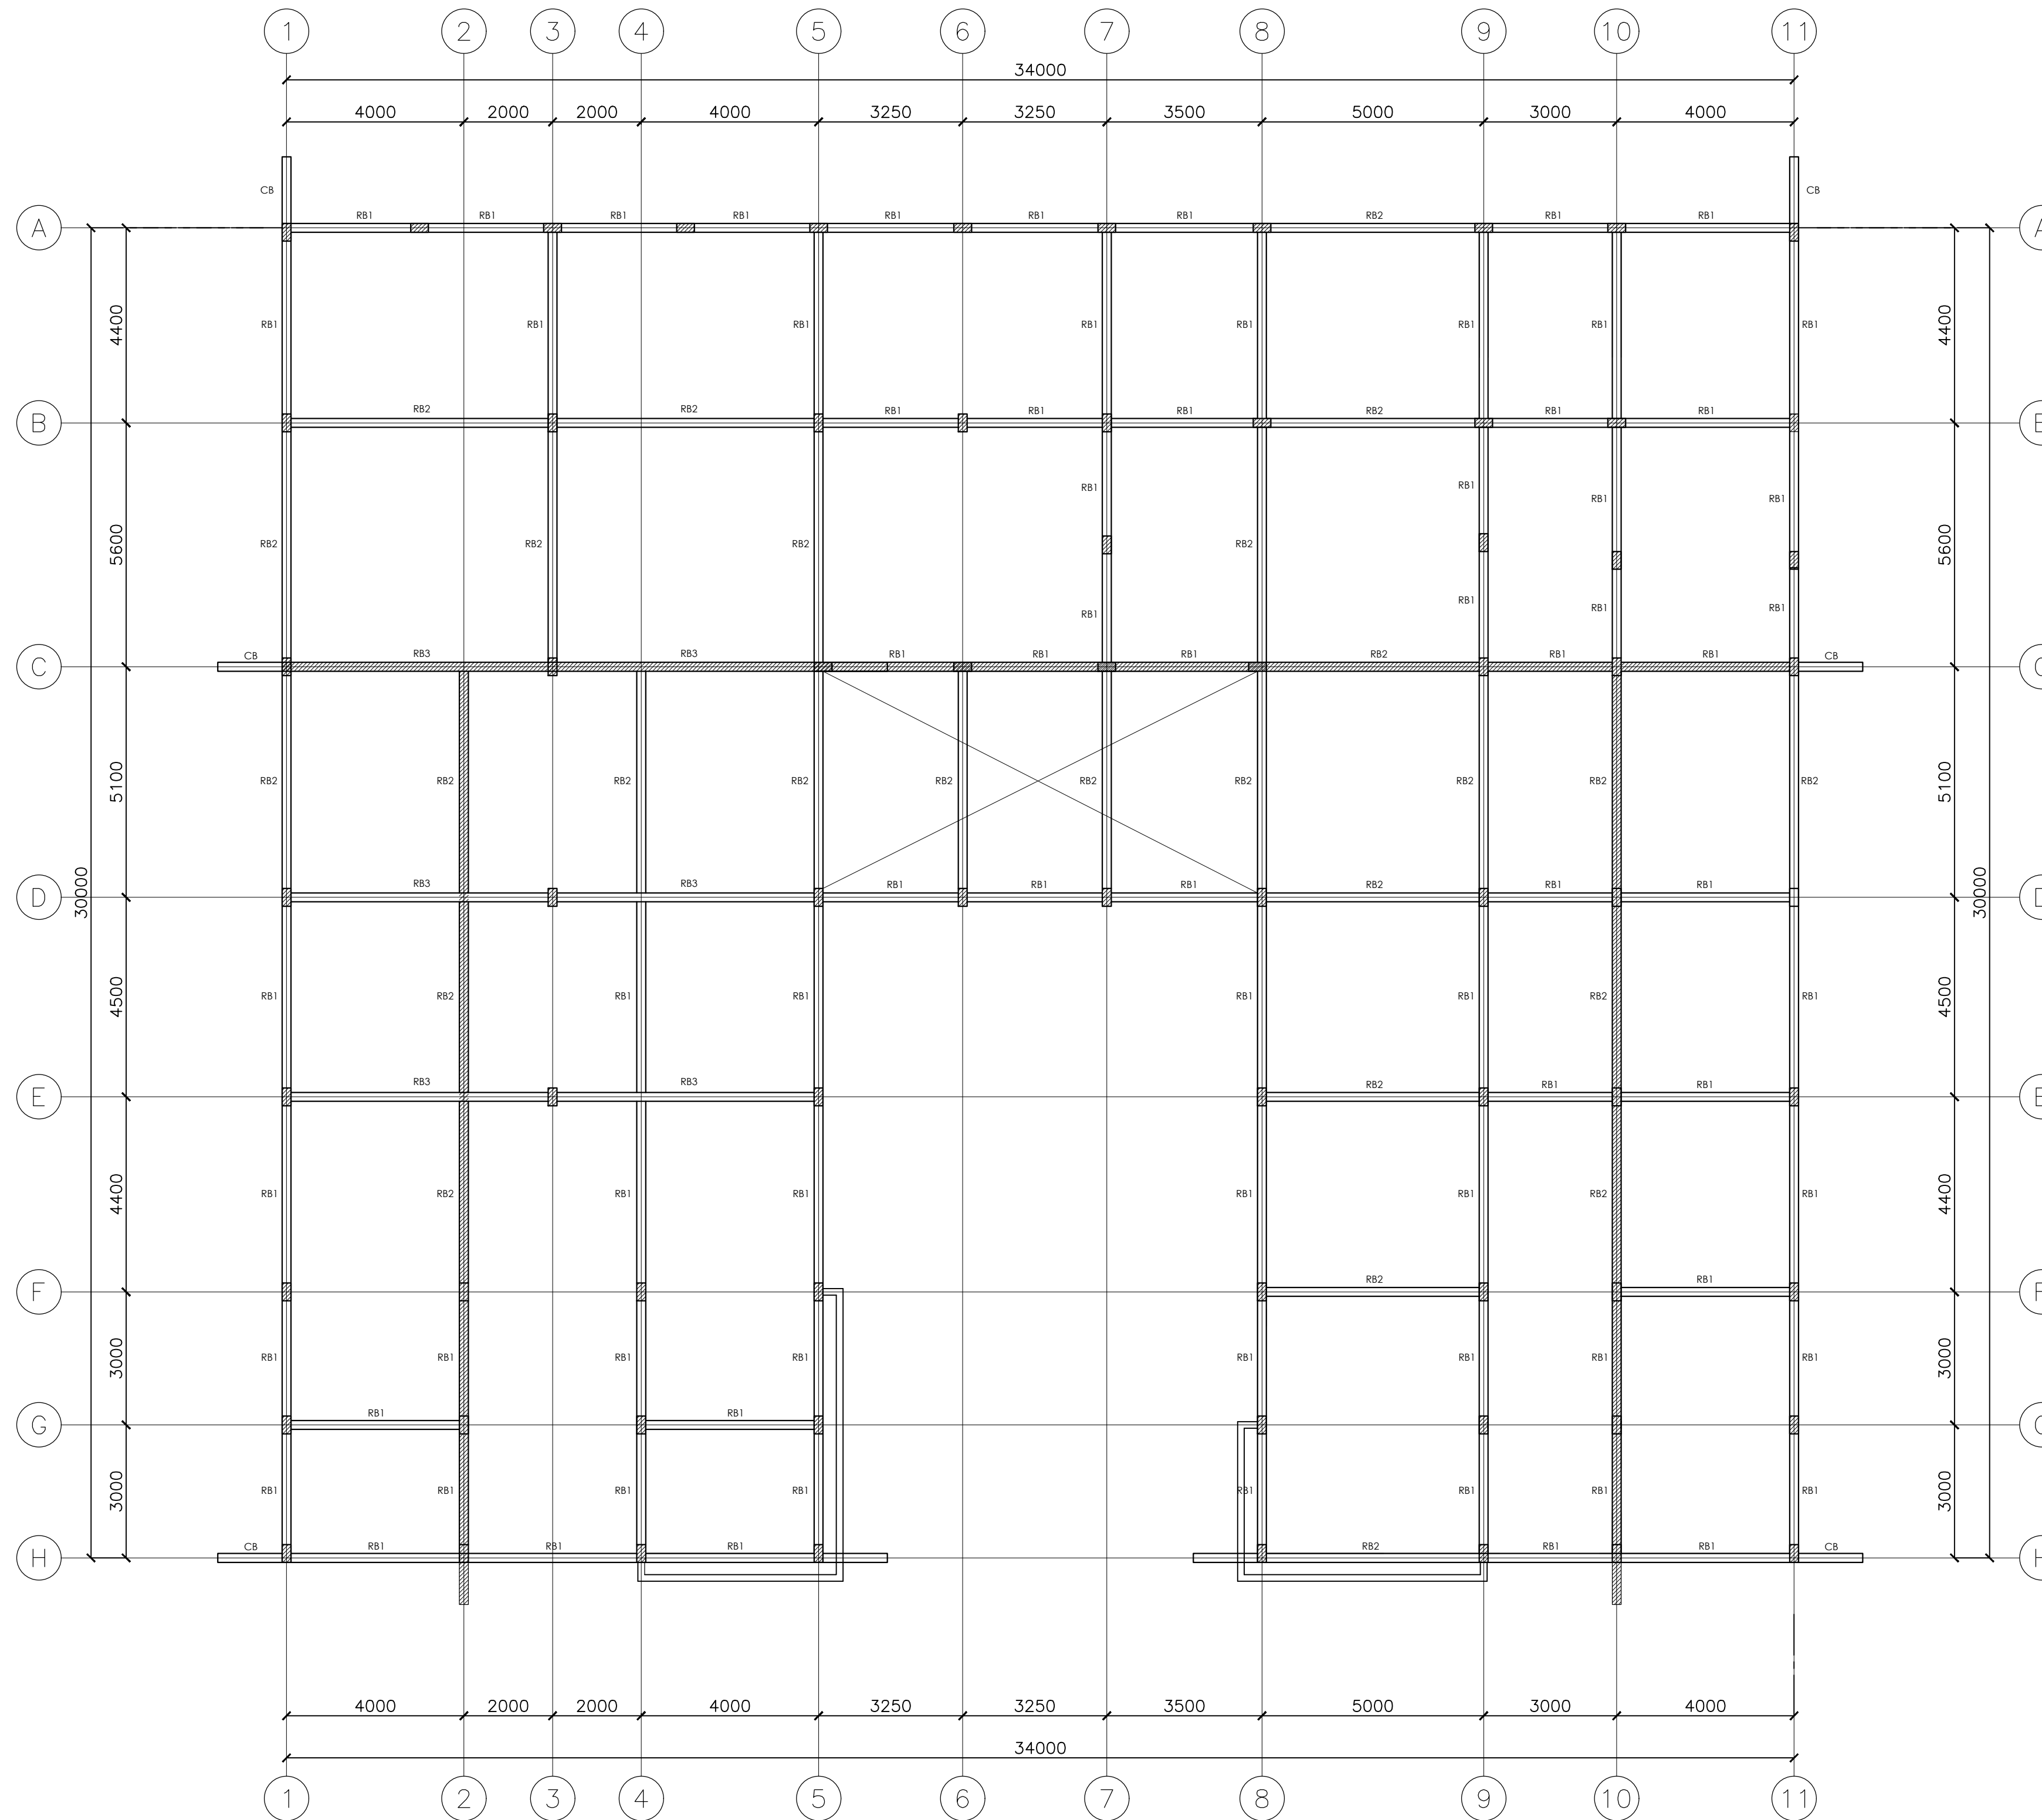 1 2 3 4 5 6 7 8 9 10 11
34000
4000 2000 2000 4000 3250 3250 3500 5000 3000 4000
CB CB
RB1 RB1 RB1 RB1 RB1 RB1 RB1 RB2 RB1 RB1
A A
4400 RB1 RB1 RB1 RB1 RB1 RB1 RB1 RB1 4400
RB2 RB2 RB1 RB1 RB1 RB2 RB1 RB1
B B
RB1 RB1 RB1 RB1
5600 RB2 RB2 RB2 RB2 5600
RB1 RB1 RB1 RB1
CB RB3 RB3 RB1 RB1 RB1 RB2 RB1 RB1 CB
C C
5100 RB2 RB2 RB2 RB2 RB2 RB2 RB2 RB2 RB2 RB2 5100
RB3 RB3 RB1 RB1 RB1 RB2 RB1 RB1
30000 30000
D D
4500 RB1 RB2 RB1 RB1 RB1 RB1 RB2 RB1 4500
RB3 RB3 RB2 RB1 RB1
E E
4400 RB1 RB2 RB1 RB1 RB1 RB1 RB2 RB1 4400
RB2 RB1
F F
3000 RB1 RB1 RB1 RB1 RB1 RB1 RB1 RB1 3000
RB1 RB1
G G
3000 RB1 RB1 RB1 RB1 RB1 RB1 RB1 RB1 3000
CB RB1 RB1 RB1 RB2 RB1 RB1 CB
H H
4000 2000 2000 4000 3250 3250 3500 5000 3000 4000
34000
1 2 3 4 5 6 7 8 9 10 11